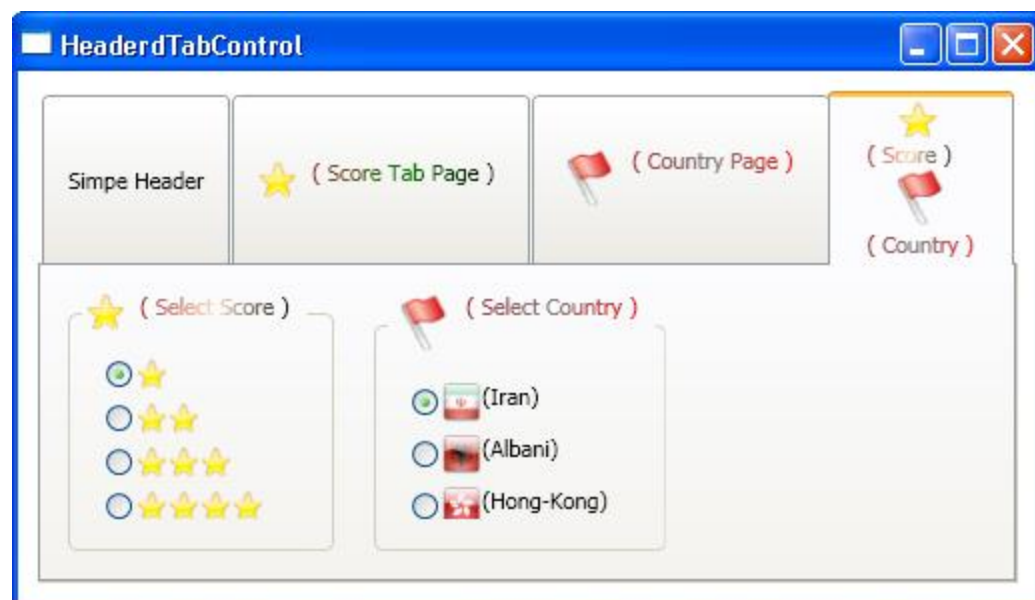 HeaderdTabControl
Simpe Header
( Score Tab Page )
( Country Page )
( Score )
( Country )
( Select Score )
( Select Country )
(Iran)
(Albani)
(Hong-Kong)